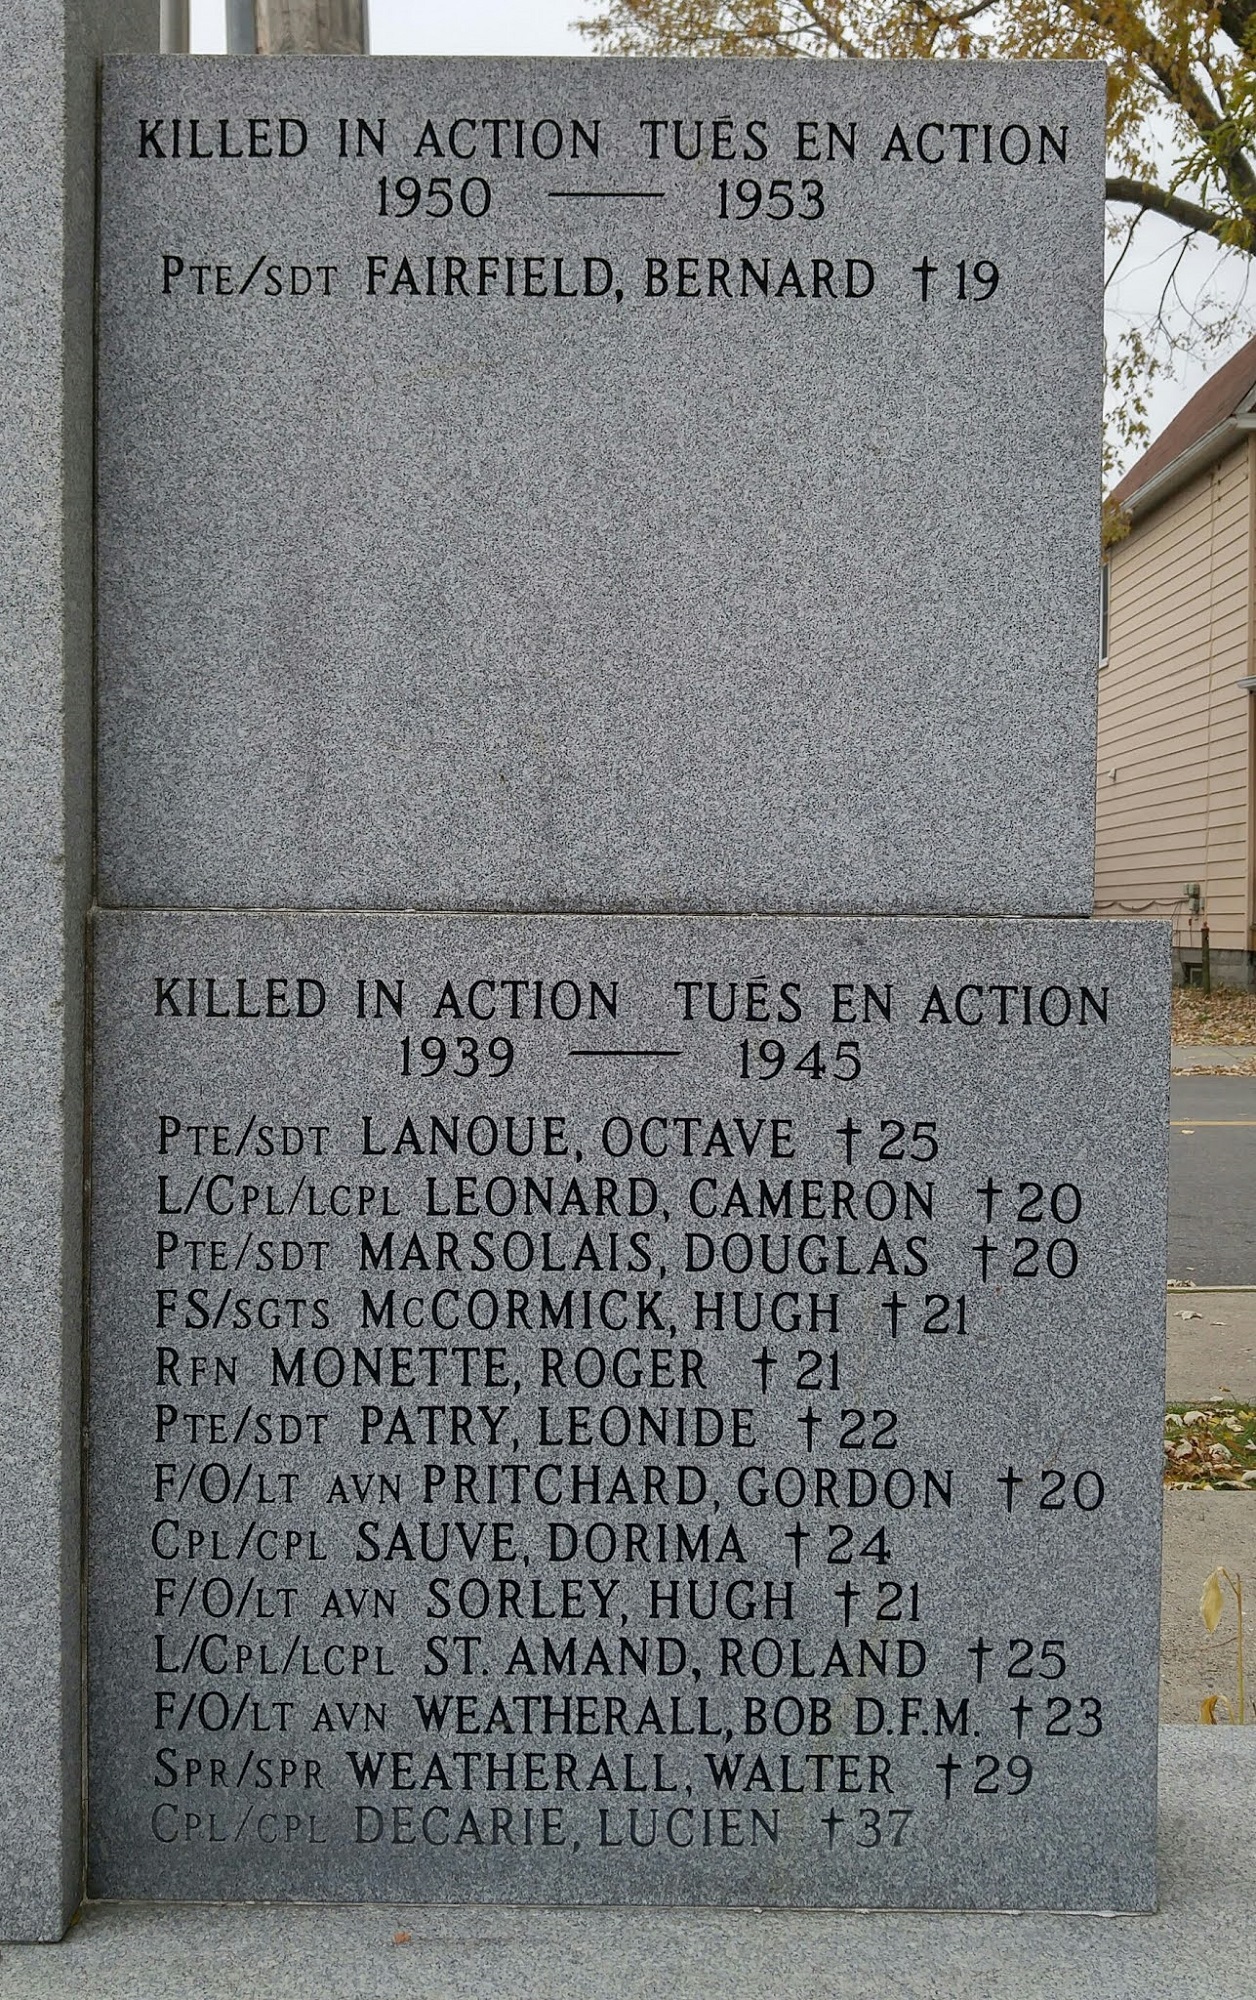 KILLED IN ACTION TUÉS EN ACTION
1950 — 1953
PTE/SDT FAIRFIELD, BERNARD †19
KILLED IN ACTION TUÉS EN ACTION
1939 — 1945
PTE/SDT LANOUE, OCTAVE †25
L/CPL/LCPL LEONARD, CAMERON †20
PTE/SDT MARSOLAIS, DOUGLAS †20
FS/SGTS McCORMICK, HUGH †21
RFN MONETTE, ROGER †21
PTE/SDT PATRY, LEONIDE †22
F/O/LT AVN PRITCHARD, GORDON †20
CPL/CPL SAUVE, DORIMA †24
F/O/LT AVN SORLEY, HUGH †21
L/CPL/LCPL ST. AMAND, ROLAND †25
F/O/LT AVN WEATHERALL, BOB D.F.M. †23
SPR/SPR WEATHERALL, WALTER †29
CPL/CPL DECARIE, LUCIEN †37